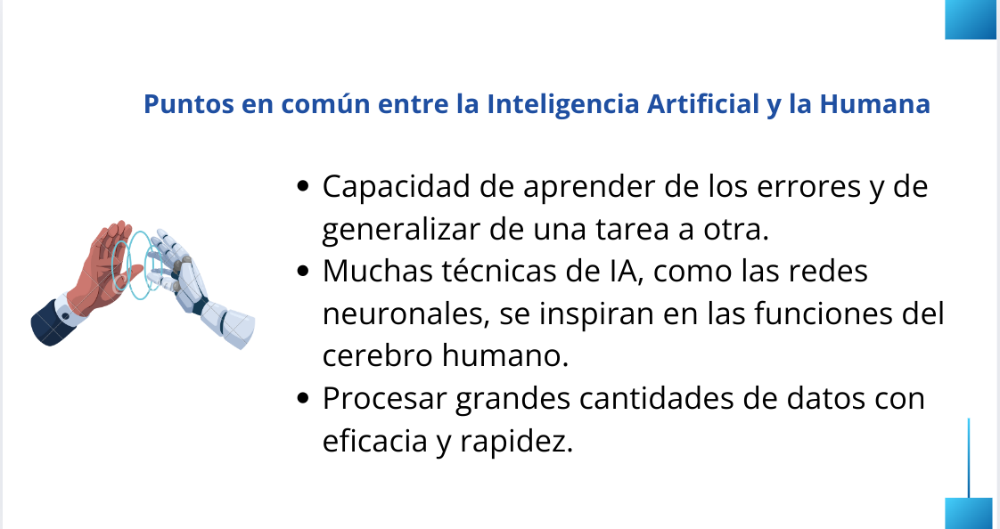 Puntos en común entre la Inteligencia Artificial y la Humana
• Capacidad de aprender de los errores y de
generalizar de una tarea a otra.
• Muchas técnicas de IA, como las redes
neuronales, se inspiran en las funciones del
cerebro humano.
• Procesar grandes cantidades de datos con
eficacia y rapidez.